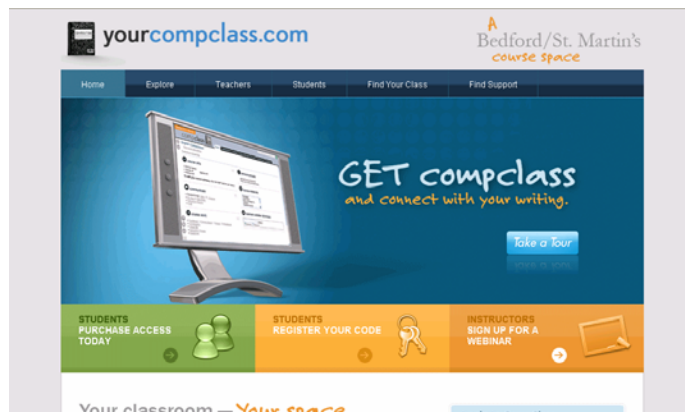 yourcompclass.com
A
Bedford/St. Martin's
course space
Home Explore Teachers Students Find Your Class Find Support
GET compclass
and connect with your writing.
Take a Tour
STUDENTS
PURCHASE ACCESS
TODAY
STUDENTS
REGISTER YOUR CODE
INSTRUCTORS
SIGN UP FOR A
WEBINAR
Your classroom — Your space